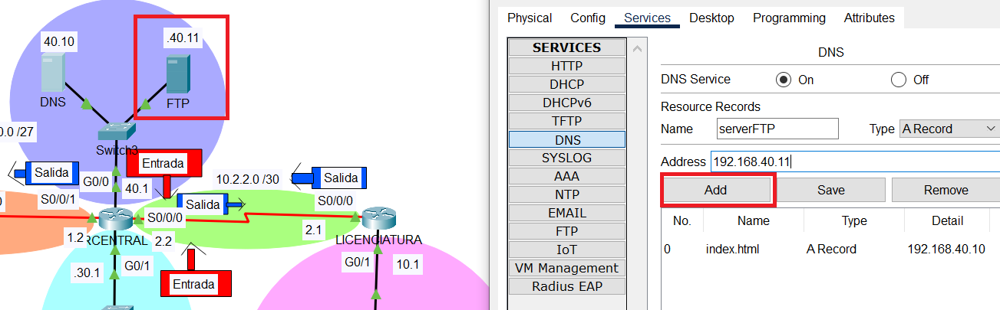 40.10
.40.11
DNS
FTP
0.0 /27
Switch3
Salida
G0/0
40.1
Entrada
10.2.2.0 /30
Salida
S0/0/1
Salida
S0/0/0
S0/0/0
1.2
RCENTRAL
2.2
2.1
LICENCIATURA
.30.1
G0/1
Entrada
G0/1
10.1
Physical Config Services Desktop Programming Attributes
SERVICES
HTTP
DHCP
DHCPv6
TFTP
DNS
SYSLOG
AAA
NTP
EMAIL
FTP
IoT
VM Management
Radius EAP
DNS
DNS Service On Off
Resource Records
Name serverFTP Type A Record
Address 192.168.40.11
Add Save Remove
No. Name Type Detail
0 index.html A Record 192.168.40.10